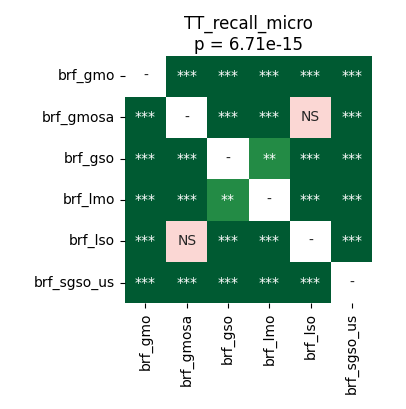 TT_recall_micro
p = 6.71e-15
brf_gmo - *** *** *** *** ***
brf_gmosa *** - *** *** NS ***
brf_gso *** *** - ** *** ***
brf_lmo *** *** ** - *** ***
brf_lso *** NS *** *** - ***
brf_sgso_us *** *** *** *** *** -
brf_gmo
brf_gmosa
brf_gso
brf_lmo
brf_lso
brf_sgso_us